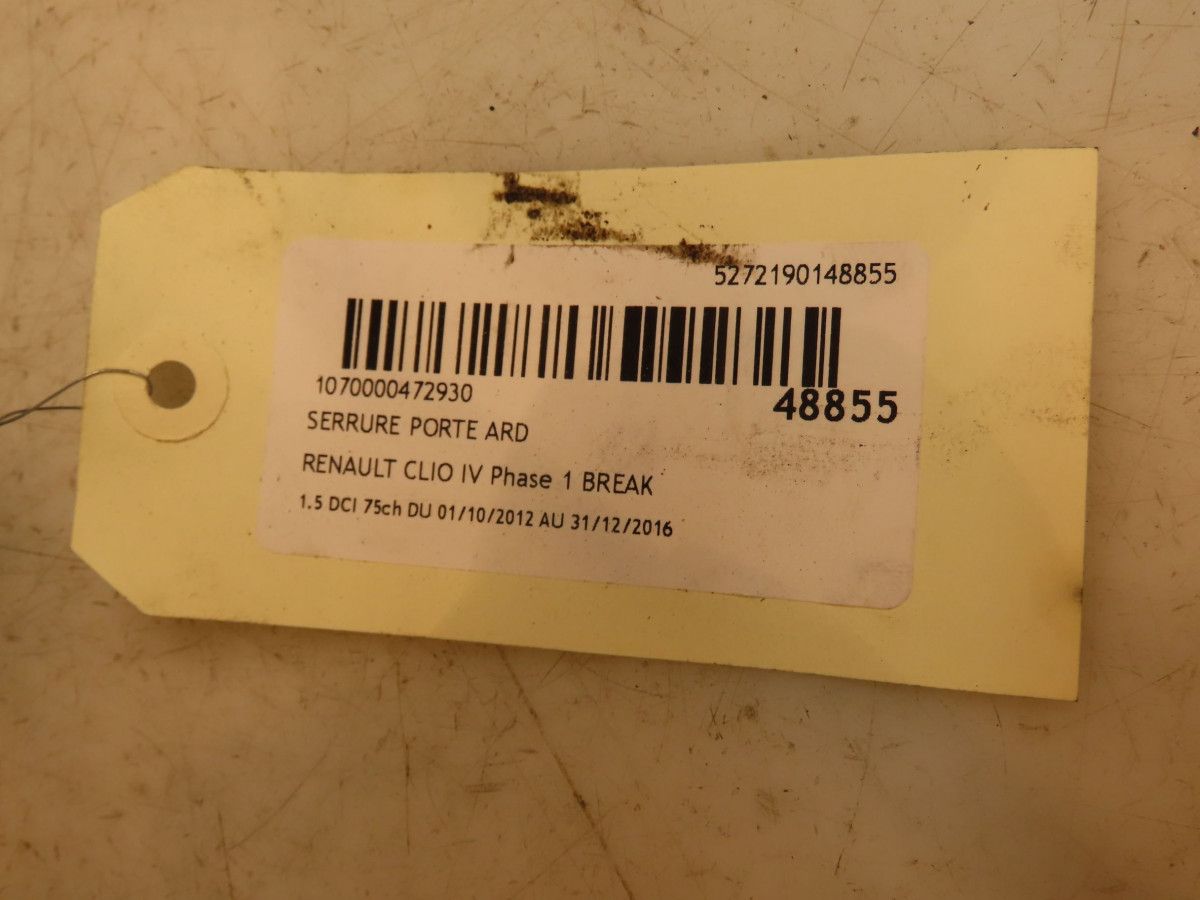 5272190148855
1070000472930
48855
SERRURE PORTE ARD
RENAULT CLIO IV Phase 1 BREAK
1.5 DCI 75ch DU 01/10/2012 AU 31/12/2016